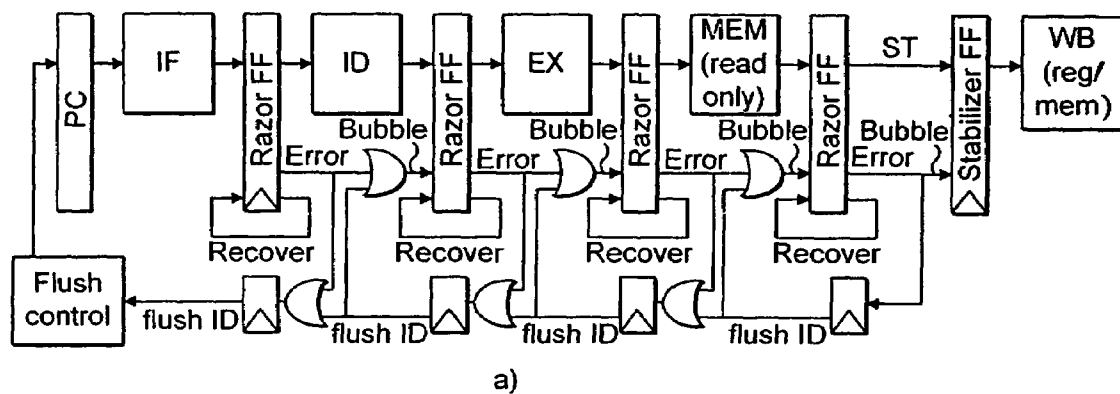 PC
IF
Razor FF
ID
Razor FF
EX
Razor FF
MEM
(read
only)
Razor FF
ST
Stabilizer FF
WB
(reg/
mem)
Error
Bubble
Error
Bubble
Error
Bubble
Error
Bubble
Recover
Recover
Recover
Recover
Flush
control
flush ID
flush ID
flush ID
flush ID
a)